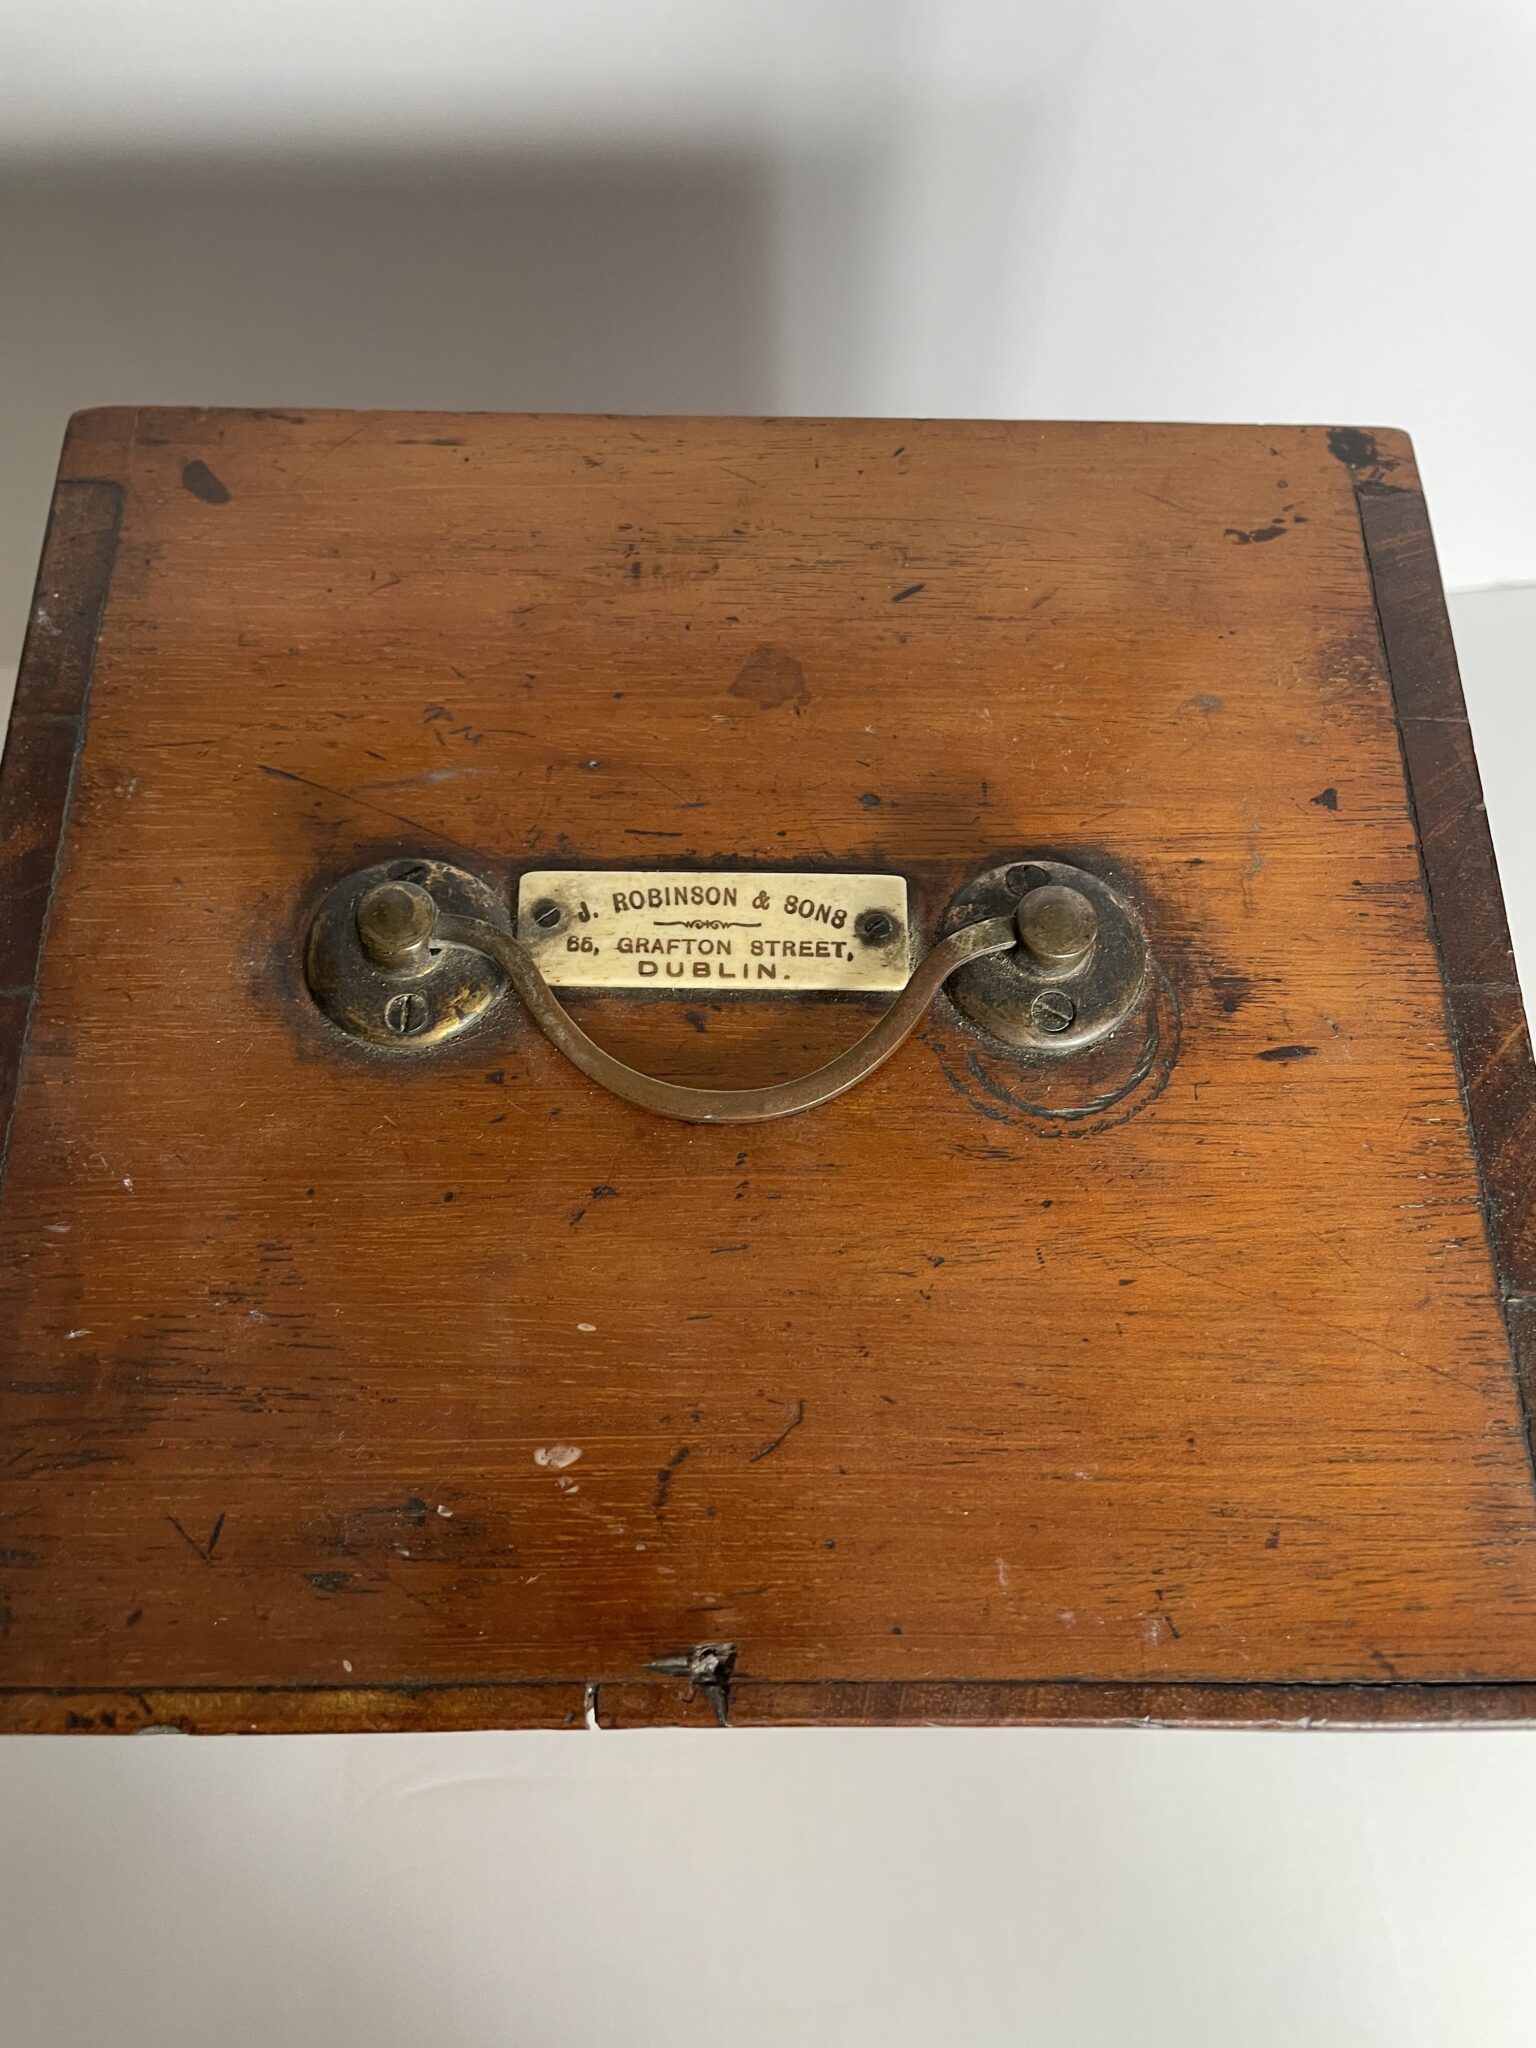 J. ROBINSON & SONS
65, GRAFTON STREET,
DUBLIN.